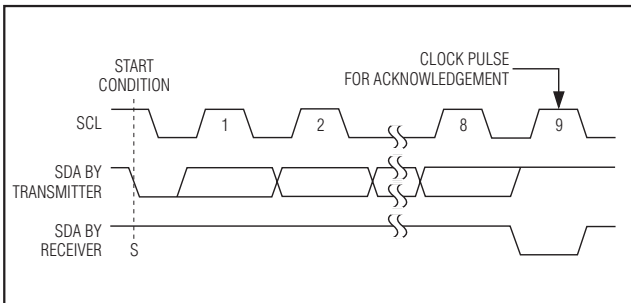 START
CONDITION
CLOCK PULSE
FOR ACKNOWLEDGEMENT
SCL
1
2
8
9
SDA BY
TRANSMITTER
SDA BY
RECEIVER
S